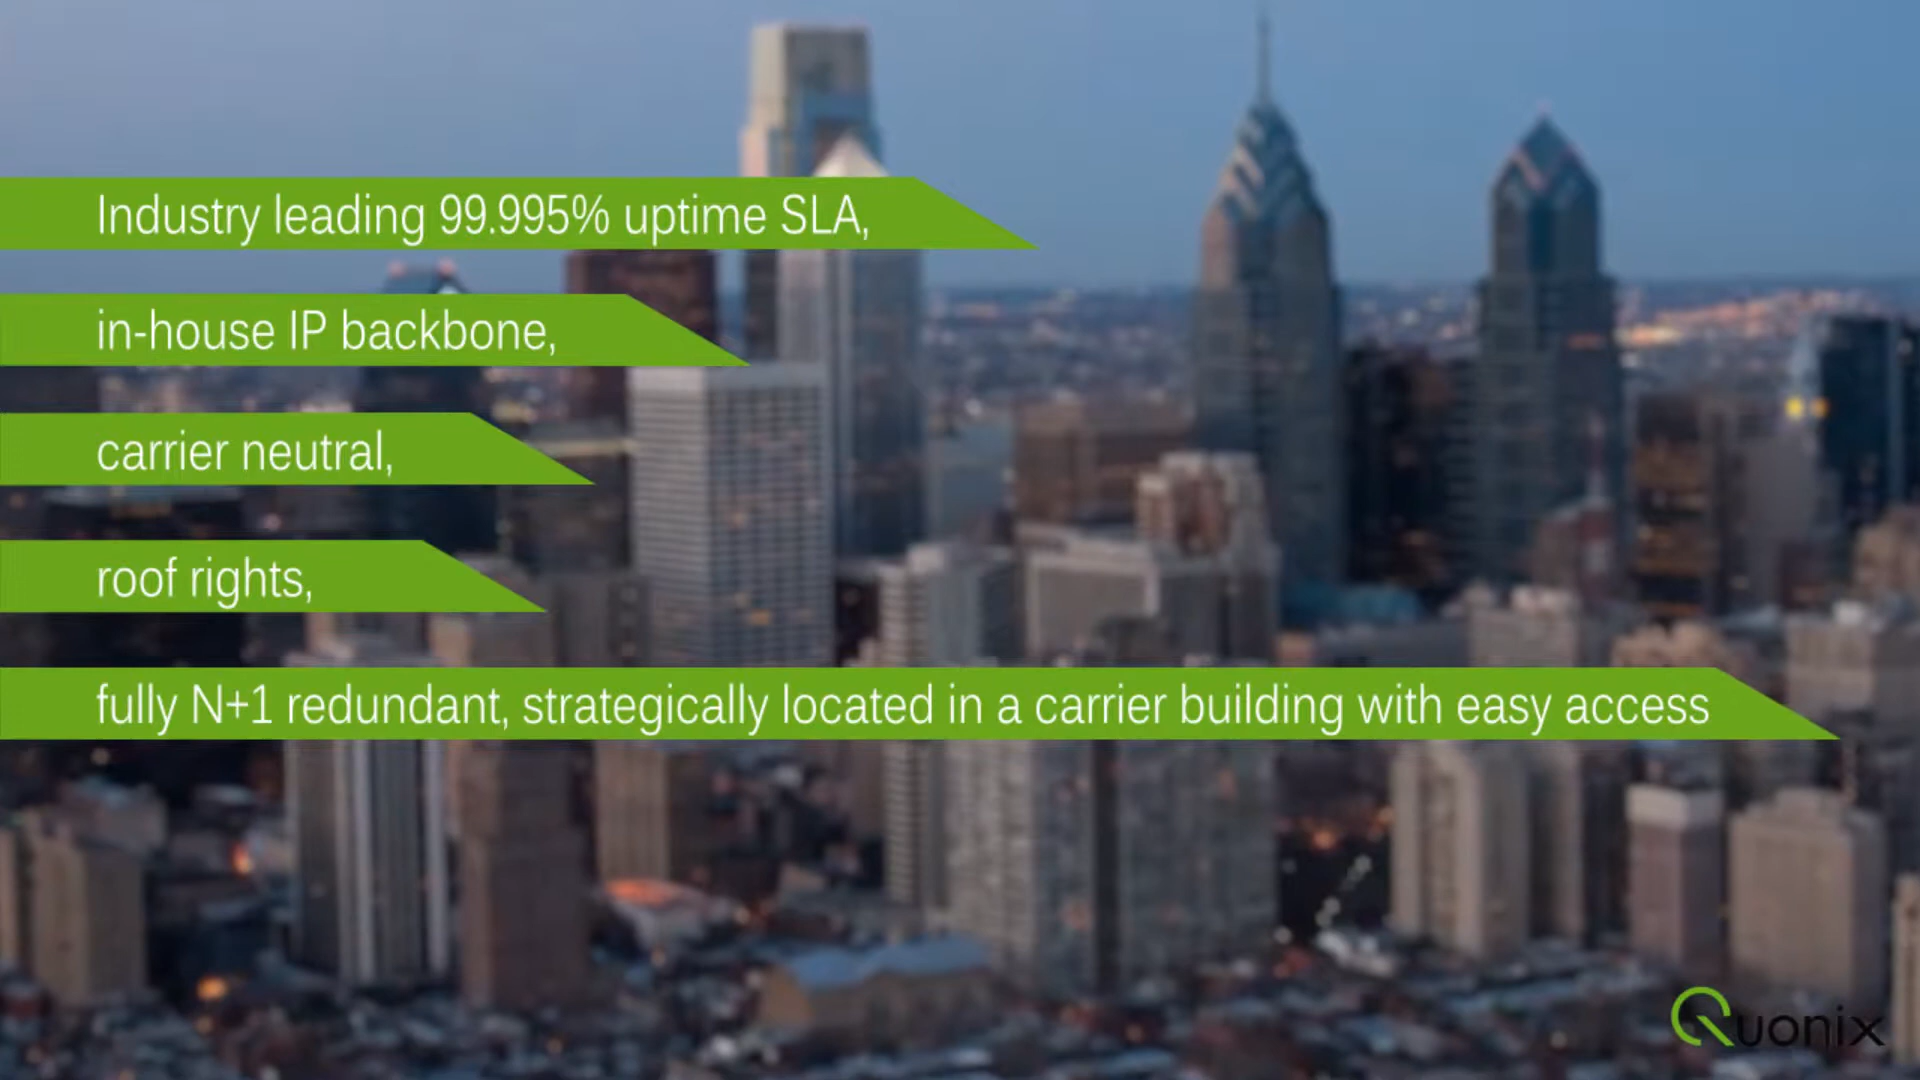 Industry leading 99.995% uptime SLA,
in-house IP backbone,
carrier neutral,
roof rights,
fully N+1 redundant, strategically located in a carrier building with easy access
Quonix